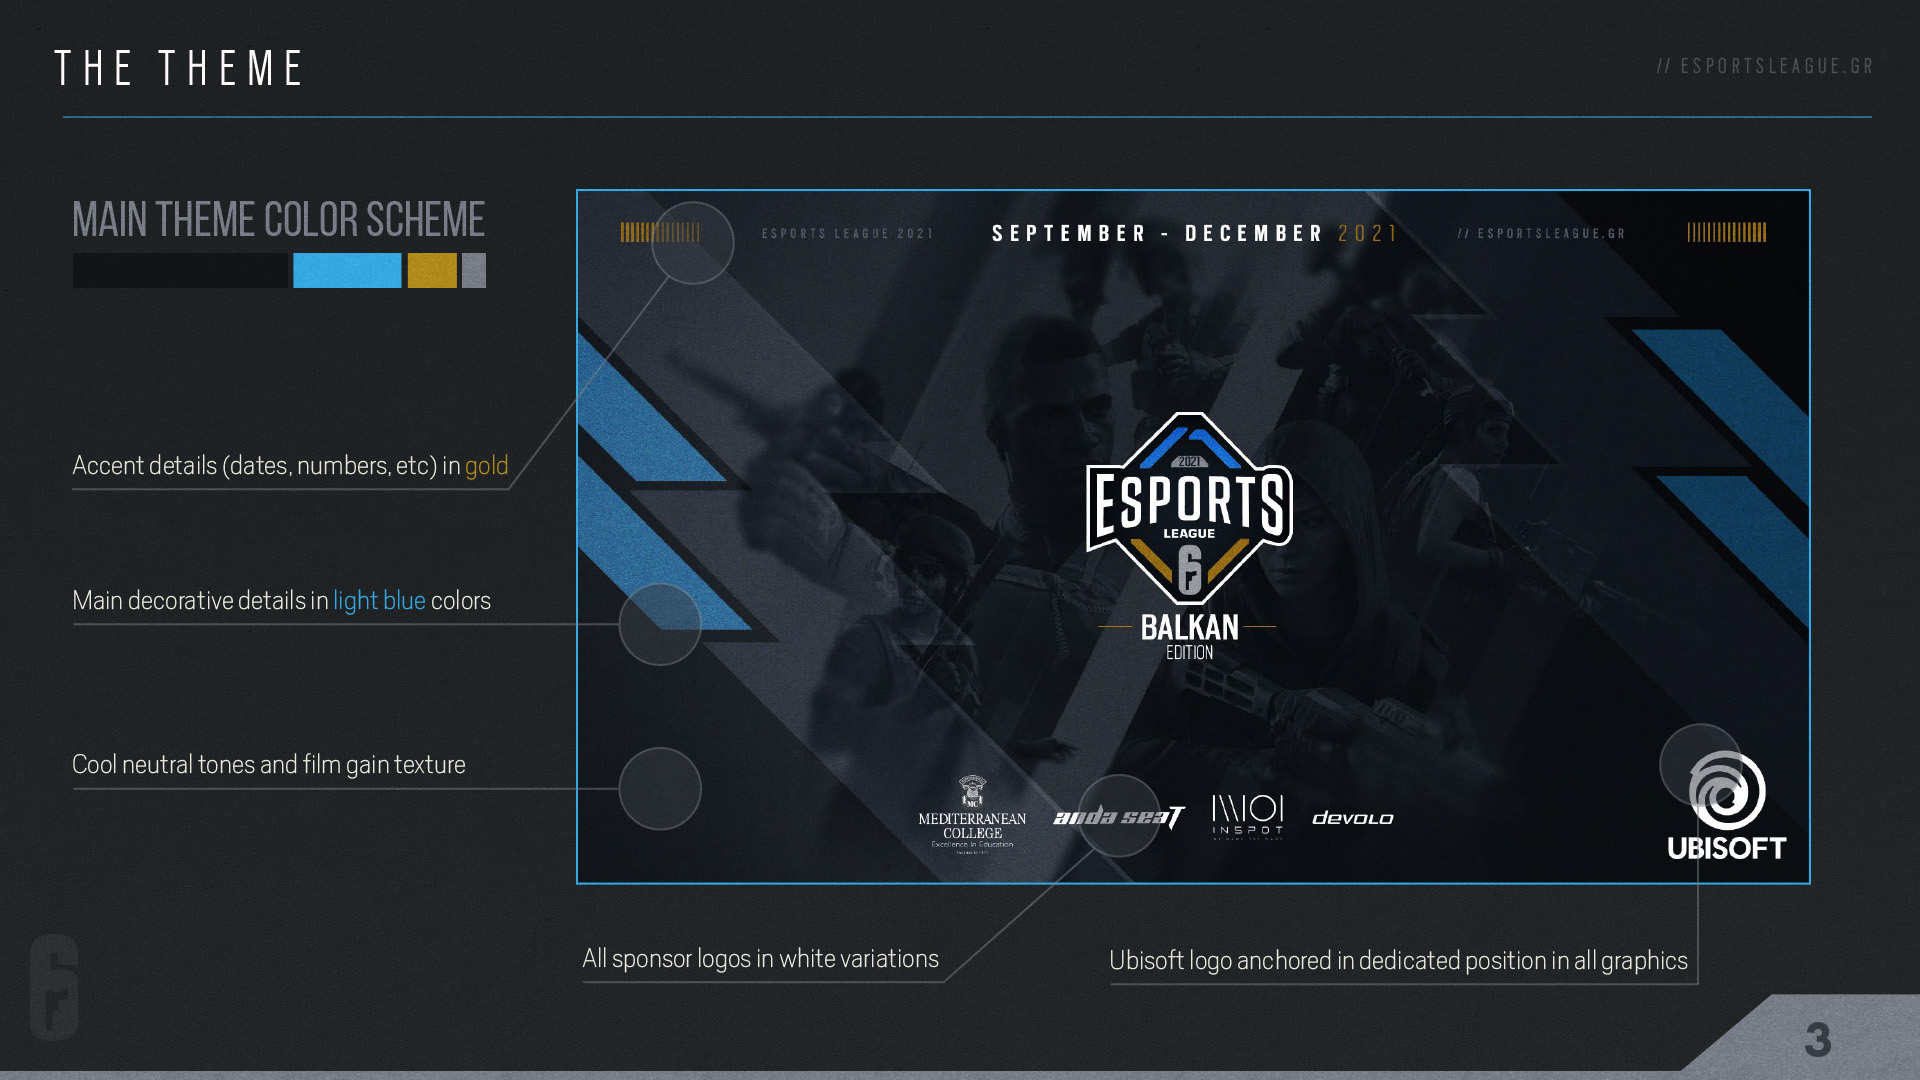 THE THEME
// ESPORTSLEAGUE.GR
MAIN THEME COLOR SCHEME
ESPORTS LEAGUE 2021
SEPTEMBER - DECEMBER 2021
// ESPORTSLEAGUE.GR
Accent details (dates, numbers, etc) in gold
2021
ESPORTS
LEAGUE
6
BALKAN
EDITION
Main decorative details in light blue colors
Cool neutral tones and film gain texture
MC
MEDITERRANEAN
COLLEGE
Excellence in Education
anda seaT
INSPOT
devolo
UBISOFT
All sponsor logos in white variations
Ubisoft logo anchored in dedicated position in all graphics
6
3